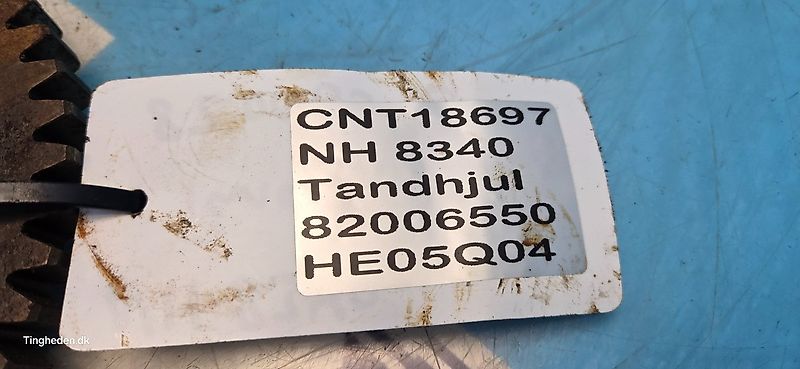 CNT18697
NH 8340
Tandhjul
82006550
HE05Q04
Tingheden.dk